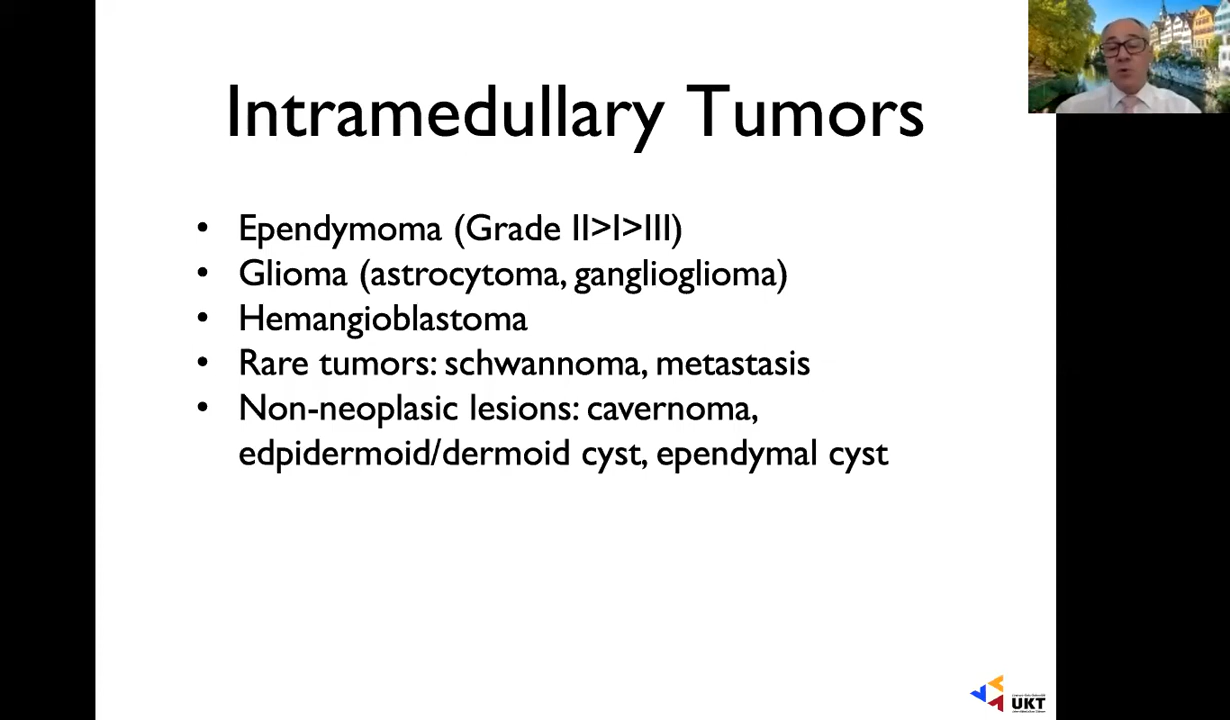 Intramedullary Tumors
• Ependymoma (Grade II>I>III)
• Glioma (astrocytoma, ganglioglioma)
• Hemangioblastoma
• Rare tumors: schwannoma, metastasis
• Non-neoplasic lesions: cavernoma,
edpidermoid/dermoid cyst, ependymal cyst
UKT